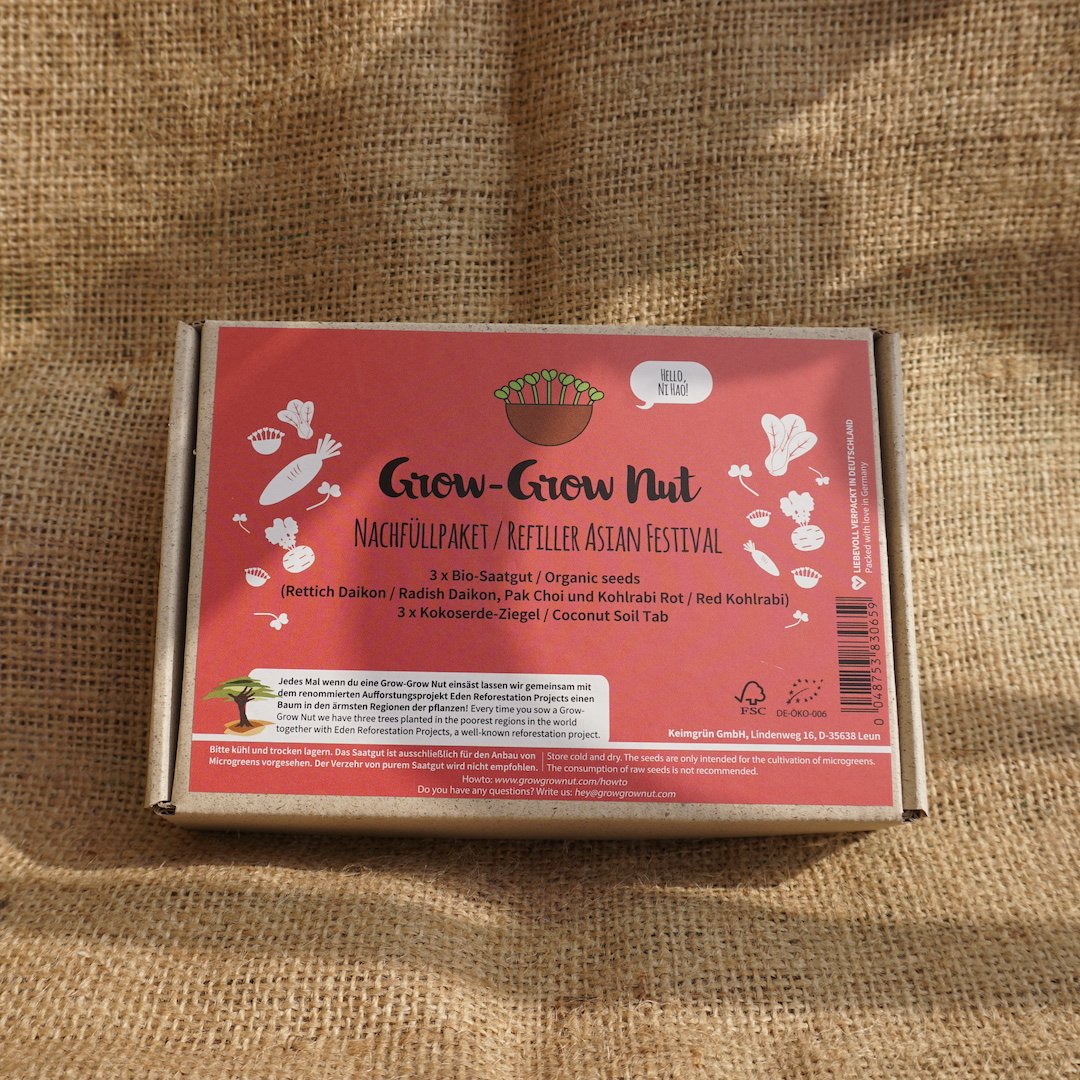 HELLO,
NI HAO!
Grow-Grow Nut
NACHFÜLLPAKET / REFILLER ASIAN FESTIVAL
3 x Bio-Saatgut / Organic seeds
(Rettich Daikon / Radish Daikon, Pak Choi und Kohlrabi Rot / Red Kohlrabi)
3 x Kokoserde-Ziegel / Coconut Soil Tab
LIEBEVOLL VERPACKT IN DEUTSCHLAND
Packed with love in Germany
0 048753 830659
Jedes Mal wenn du eine Grow-Grow Nut einsäst lassen wir gemeinsam mit
dem renommierten Aufforstungsprojekt Eden Reforestation Projects einen
Baum in den ärmsten Regionen der pflanzen! Every time you sow a Grow-
Grow Nut we have three trees planted in the poorest regions in the world
together with Eden Reforestation Projects, a well-known reforestation project.
FSC
DE-ÖKO-006
Keimgrün GmbH, Lindenweg 16, D-35638 Leun
Bitte kühl und trocken lagern. Das Saatgut ist ausschließlich für den Anbau von
Microgreens vorgesehen. Der Verzehr von purem Saatgut wird nicht empfohlen.
Store cold and dry. The seeds are only intended for the cultivation of microgreens.
The consumption of raw seeds is not recommended.
Howto: www.growgrownut.com/howto
Do you have any questions? Write us: hey@growgrownut.com